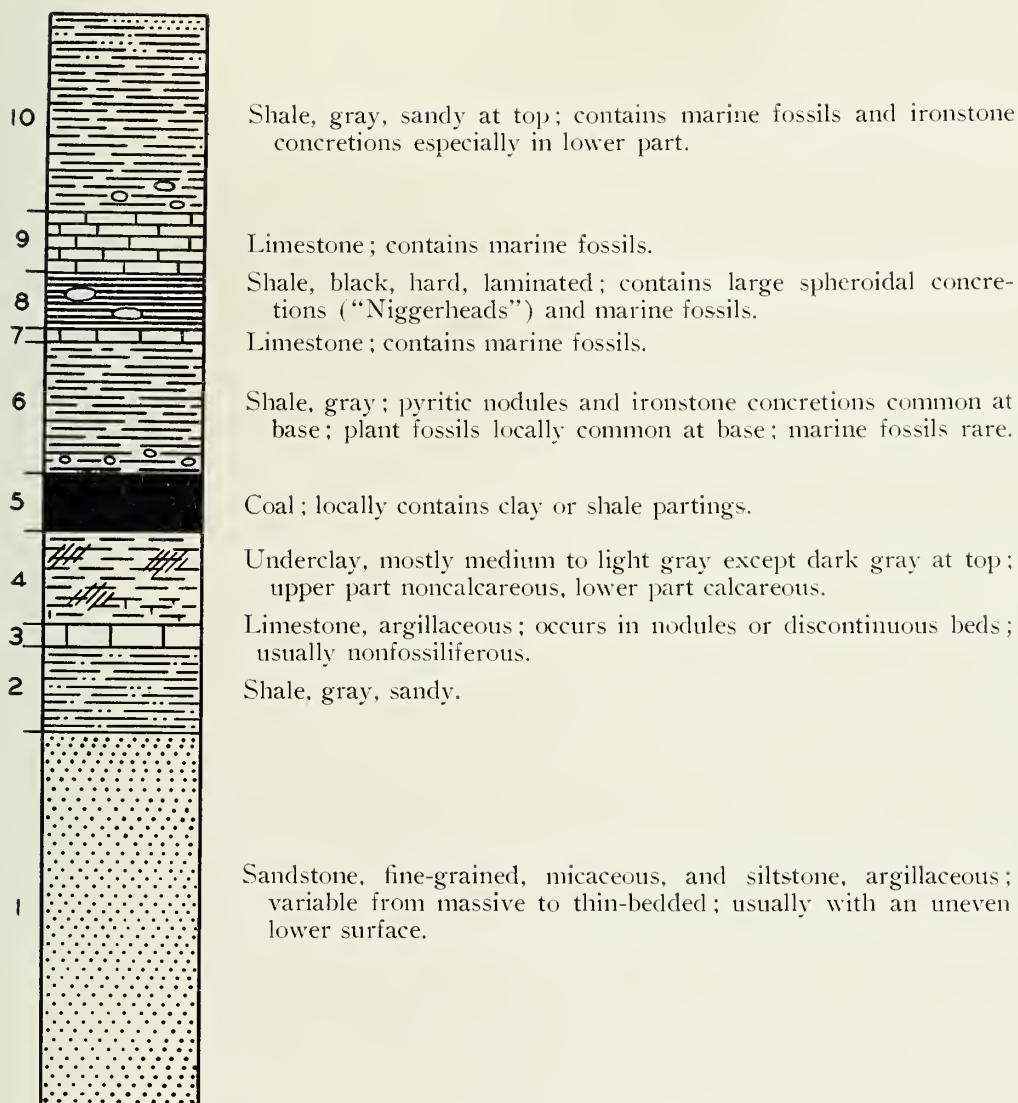 10
Shale, gray, sandy at top; contains marine fossils and ironstone
concretions especially in lower part.
9
Limestone; contains marine fossils.
8
Shale, black, hard, laminated; contains large spheroidal concre-
tions (“Niggerheads”) and marine fossils.
7
Limestone; contains marine fossils.
6
Shale, gray; pyritic nodules and ironstone concretions common at
base; plant fossils locally common at base; marine fossils rare.
5
Coal; locally contains clay or shale partings.
4
Underclay, mostly medium to light gray except dark gray at top;
upper part noncalcareous, lower part calcareous.
3
Limestone, argillaceous; occurs in nodules or discontinuous beds;
usually nonfossiliferous.
2
Shale, gray, sandy.
1
Sandstone, fine-grained, micaceous, and siltstone, argillaceous;
variable from massive to thin-bedded; usually with an uneven
lower surface.